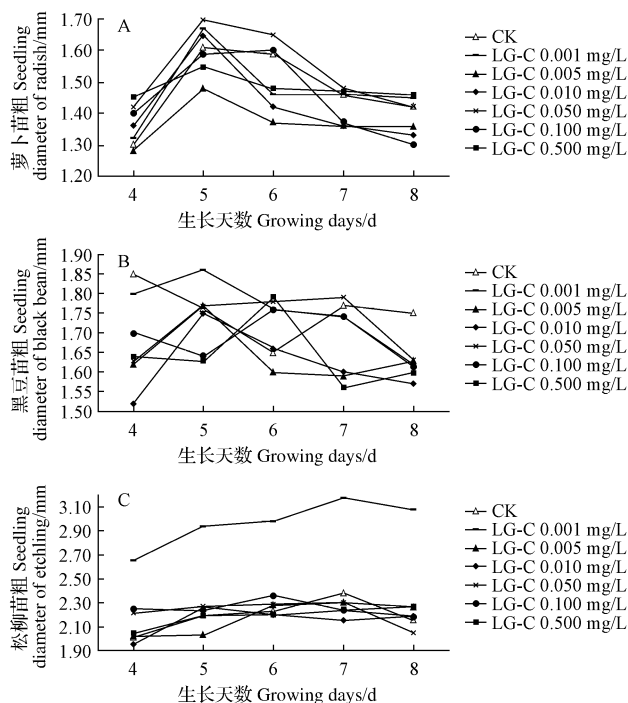 萝卜苗粗 Seedling
diameter of radish/mm
A
1.70
1.60
1.50
1.40
1.30
1.20
4 5 6 7 8
生长天数 Growing days/d
CK
LG-C 0.001 mg/L
LG-C 0.005 mg/L
LG-C 0.010 mg/L
LG-C 0.050 mg/L
LG-C 0.100 mg/L
LG-C 0.500 mg/L
黑豆苗粗 Seedling
diameter of black bean/mm
B
1.90
1.85
1.80
1.75
1.70
1.65
1.60
1.55
1.50
4 5 6 7 8
生长天数 Growing days/d
CK
LG-C 0.001 mg/L
LG-C 0.005 mg/L
LG-C 0.010 mg/L
LG-C 0.050 mg/L
LG-C 0.100 mg/L
LG-C 0.500 mg/L
松柳苗粗 Seedling
diameter of etchling/mm
C
3.10
2.90
2.70
2.50
2.30
2.10
1.90
4 5 6 7 8
生长天数 Growing days/d
CK
LG-C 0.001 mg/L
LG-C 0.005 mg/L
LG-C 0.010 mg/L
LG-C 0.050 mg/L
LG-C 0.100 mg/L
LG-C 0.500 mg/L